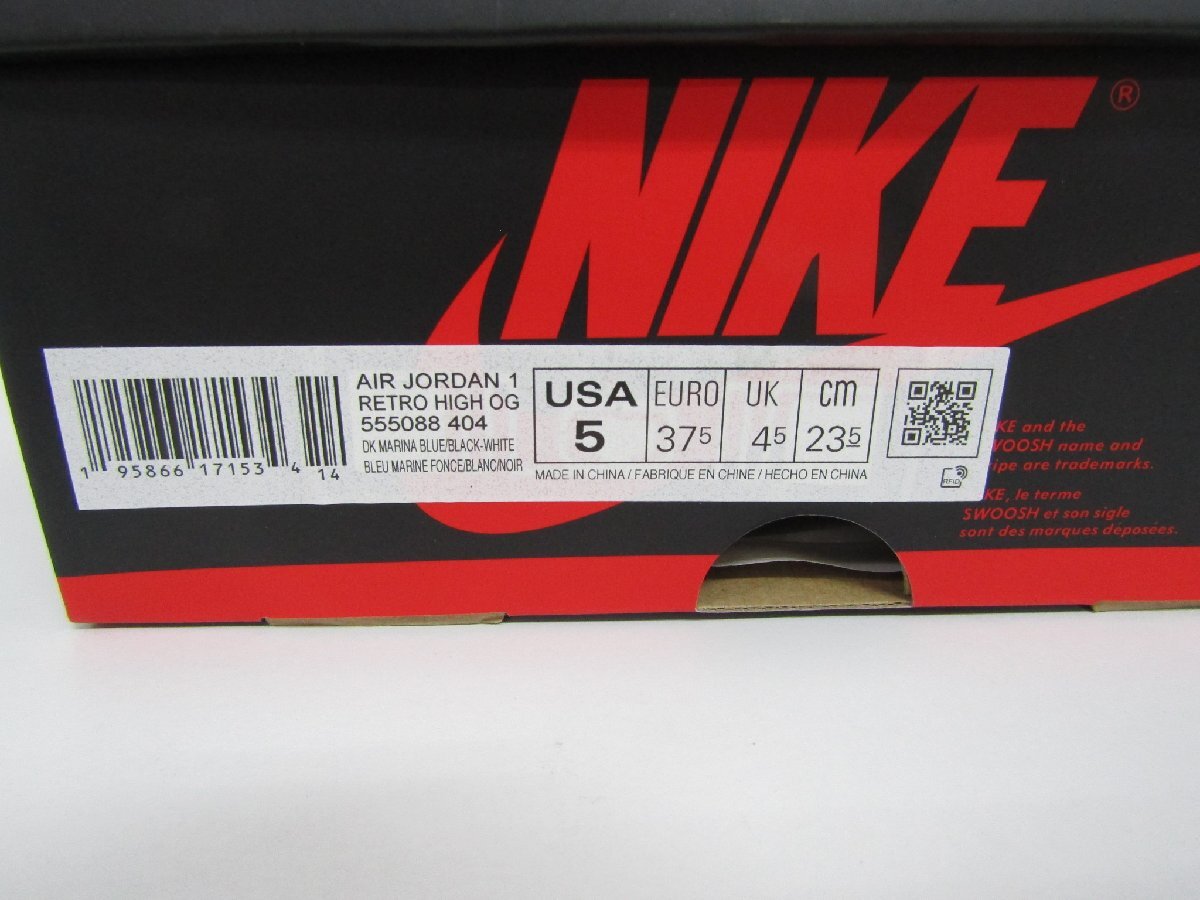 NIKE®
AIR JORDAN 1
RETRO HIGH OG
555088 404
DK MARINA BLUE/BLACK-WHITE
BLEU MARINE FONCE/BLANC/NOIR
1 95866 17153 4 14
USA EURO UK cm
5 375 45 235
MADE IN CHINA / FABRIQUE EN CHINE / HECHO EN CHINA
RFID
KE and the
WOOSH name and
ripe are trademarks.
KE, le terme
SWOOSH et son sigle
sont des marques déposees.